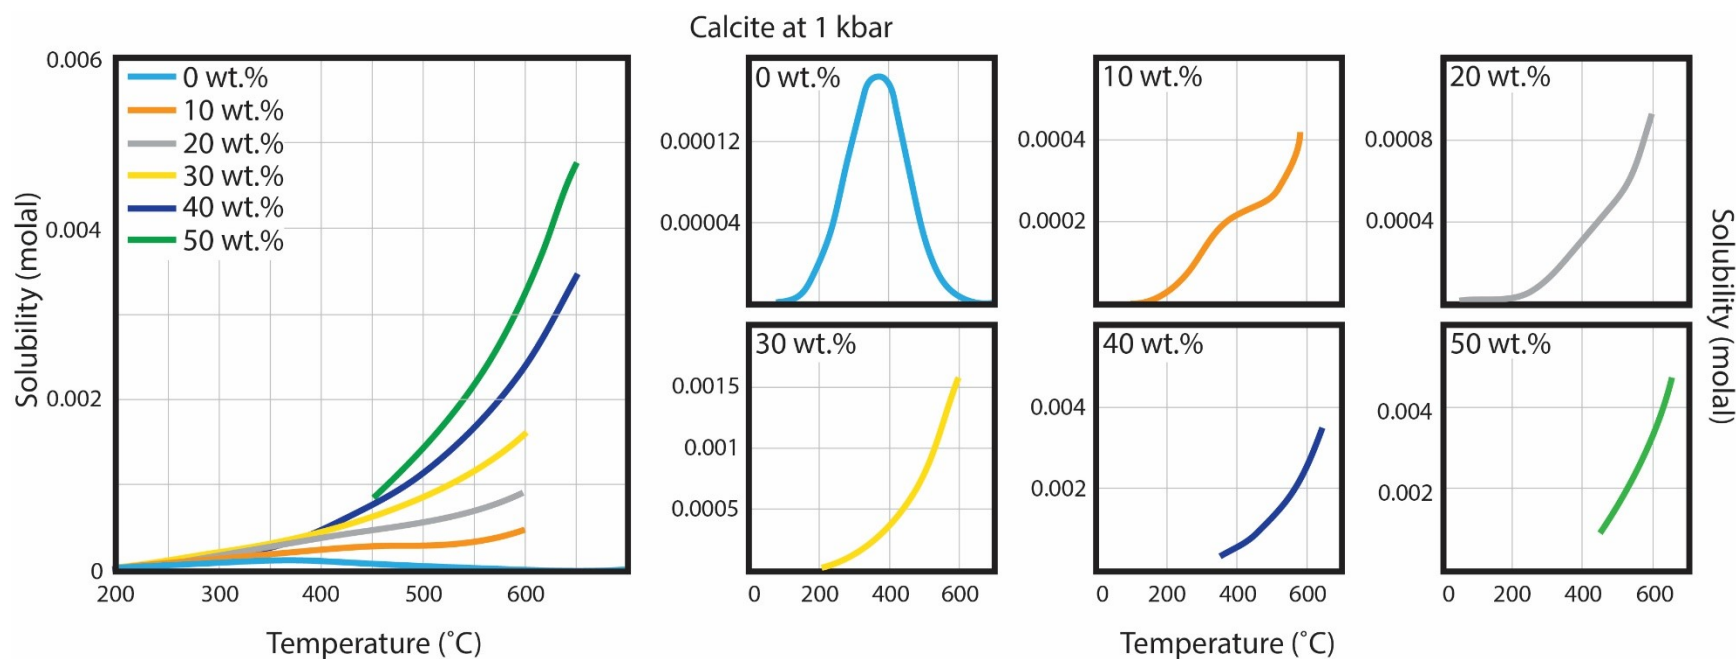 Calcite at 1 kbar
Solubility (molal)
0.006
0.004
0.002
0
0 wt.%
10 wt.%
20 wt.%
30 wt.%
40 wt.%
50 wt.%
200 300 400 500 600
Temperature (˚C)
0 wt.%
0.00012
0.00004
10 wt.%
0.0004
0.0002
20 wt.%
0.0008
0.0004
30 wt.%
0.0015
0.001
0.0005
0 200 400 600
40 wt.%
0.004
0.002
0 200 400 600
50 wt.%
0.004
0.002
0 200 400 600
Temperature (˚C)
Solubility (molal)